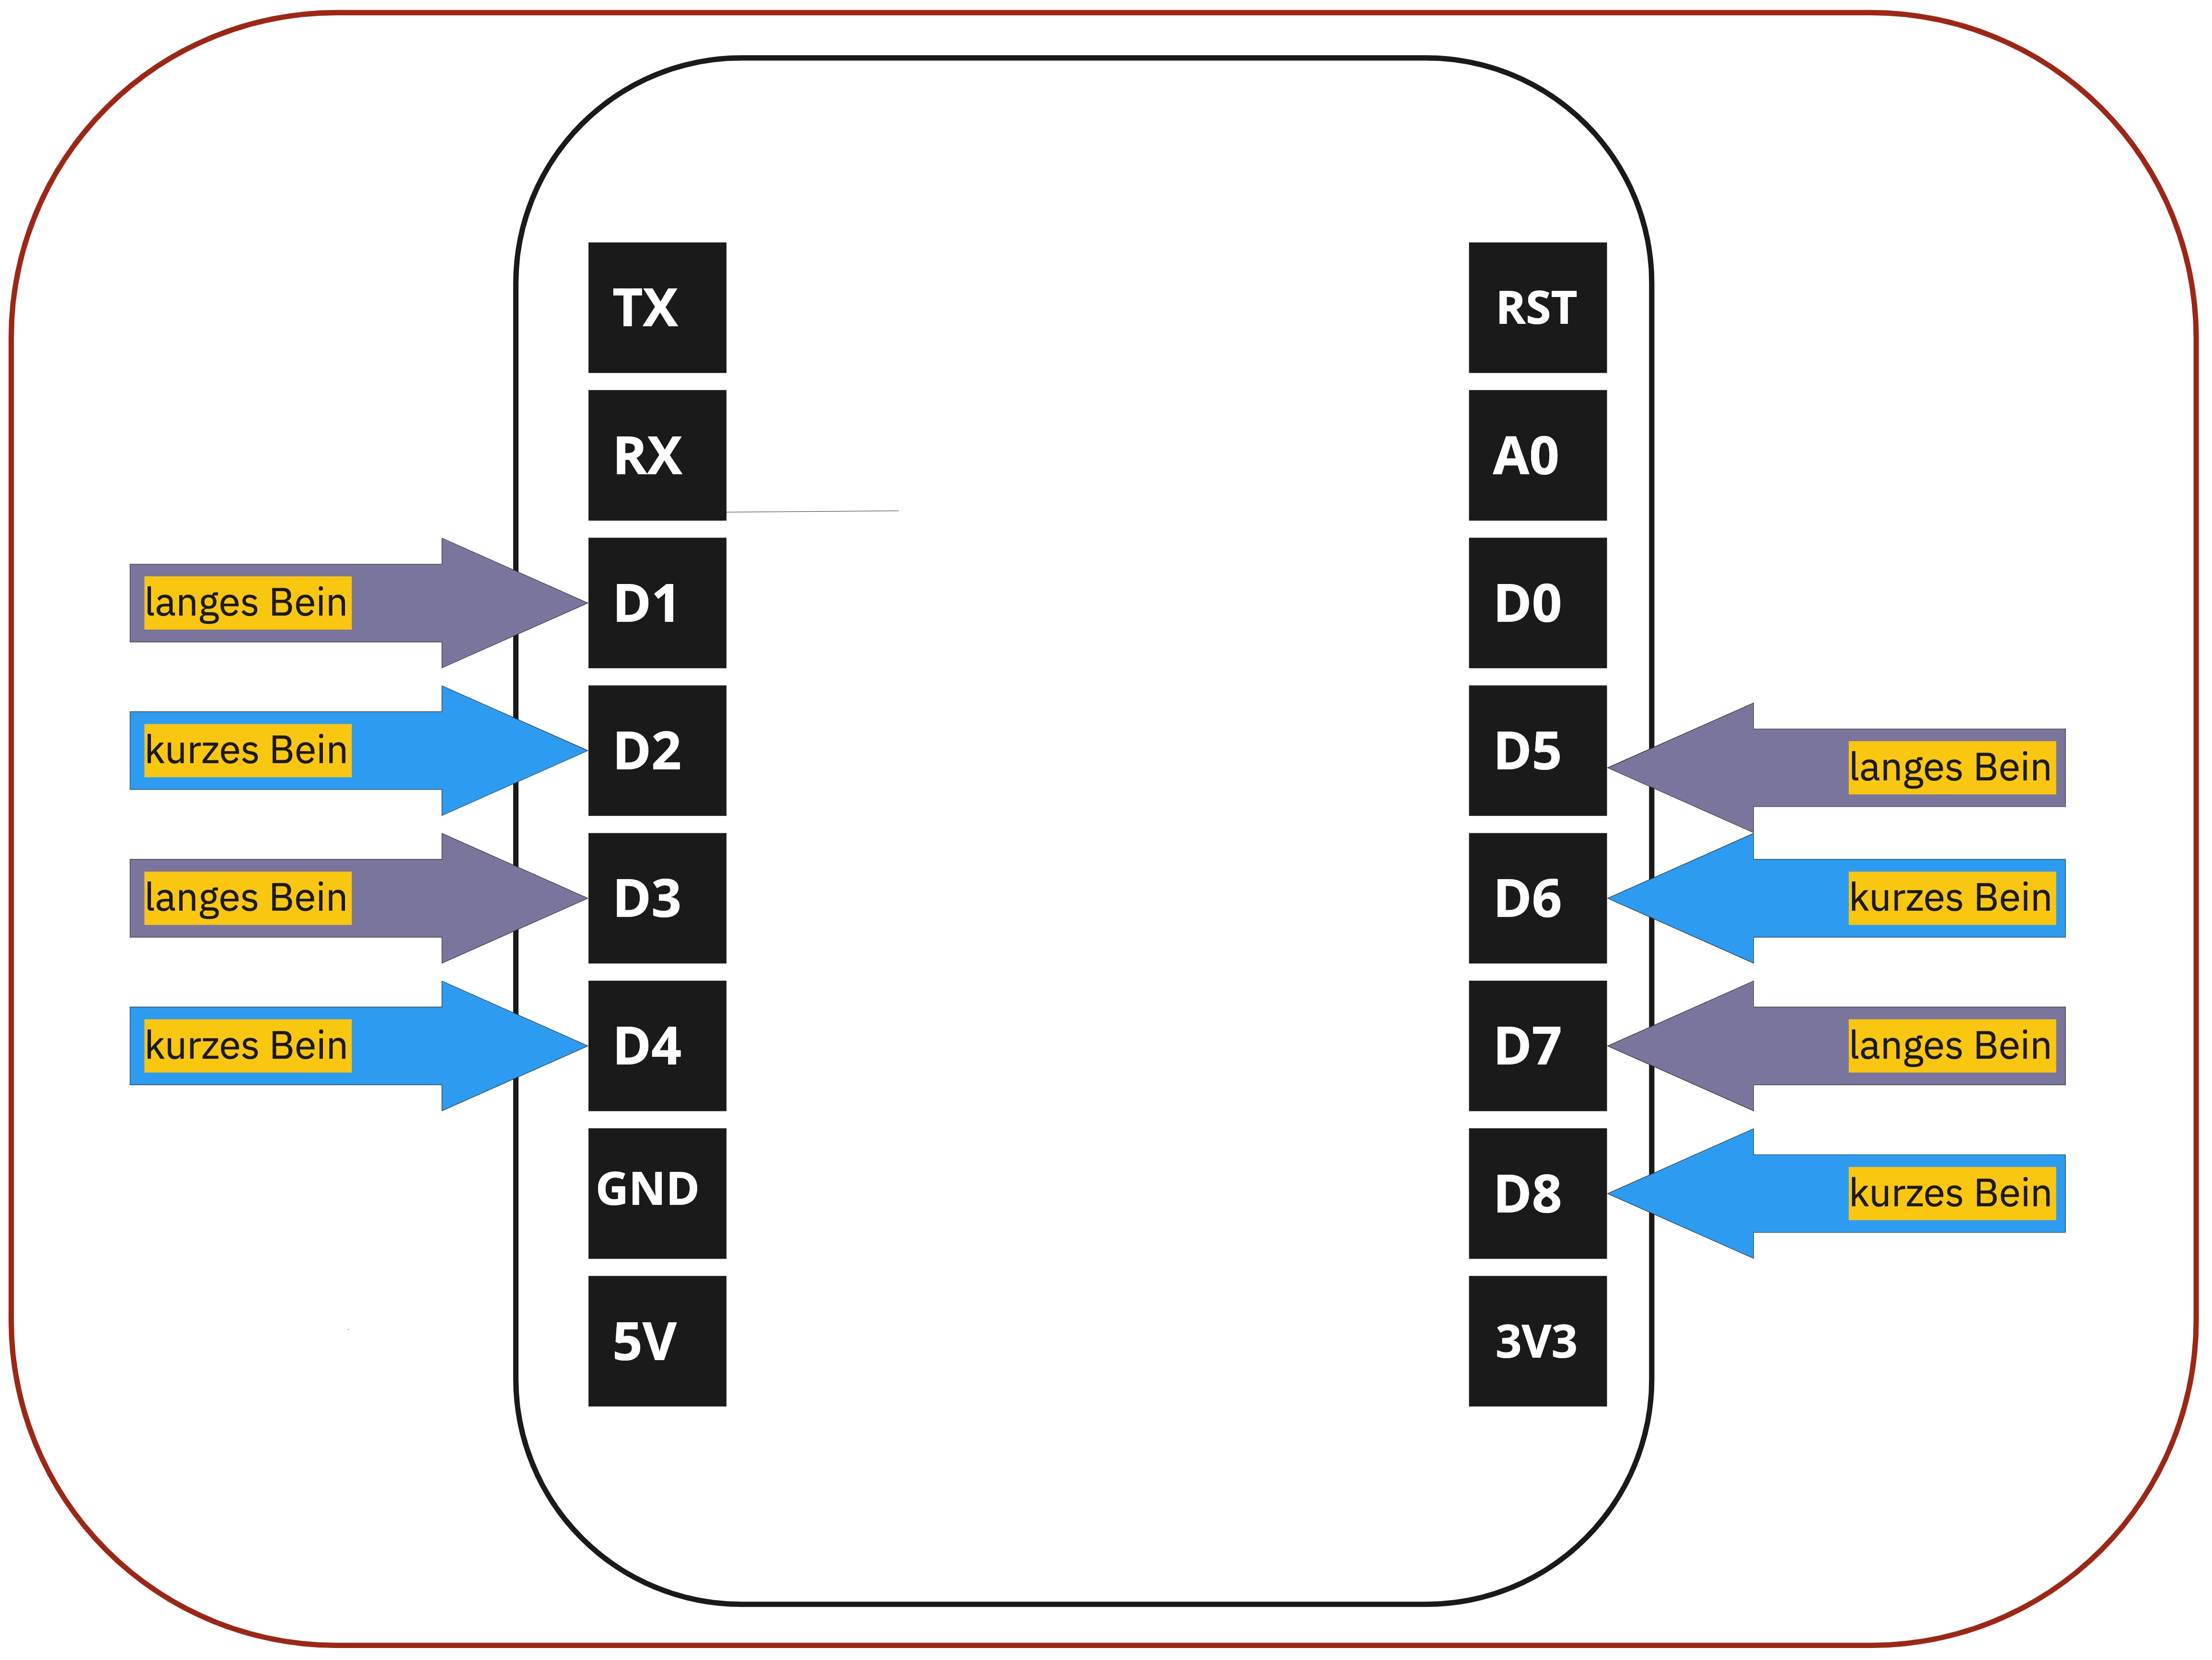 TX
RST
RX
A0
langes Bein
D1
D0
kurzes Bein
D2
D5
langes Bein
langes Bein
D3
D6
kurzes Bein
kurzes Bein
D4
D7
langes Bein
GND
D8
kurzes Bein
5V
3V3